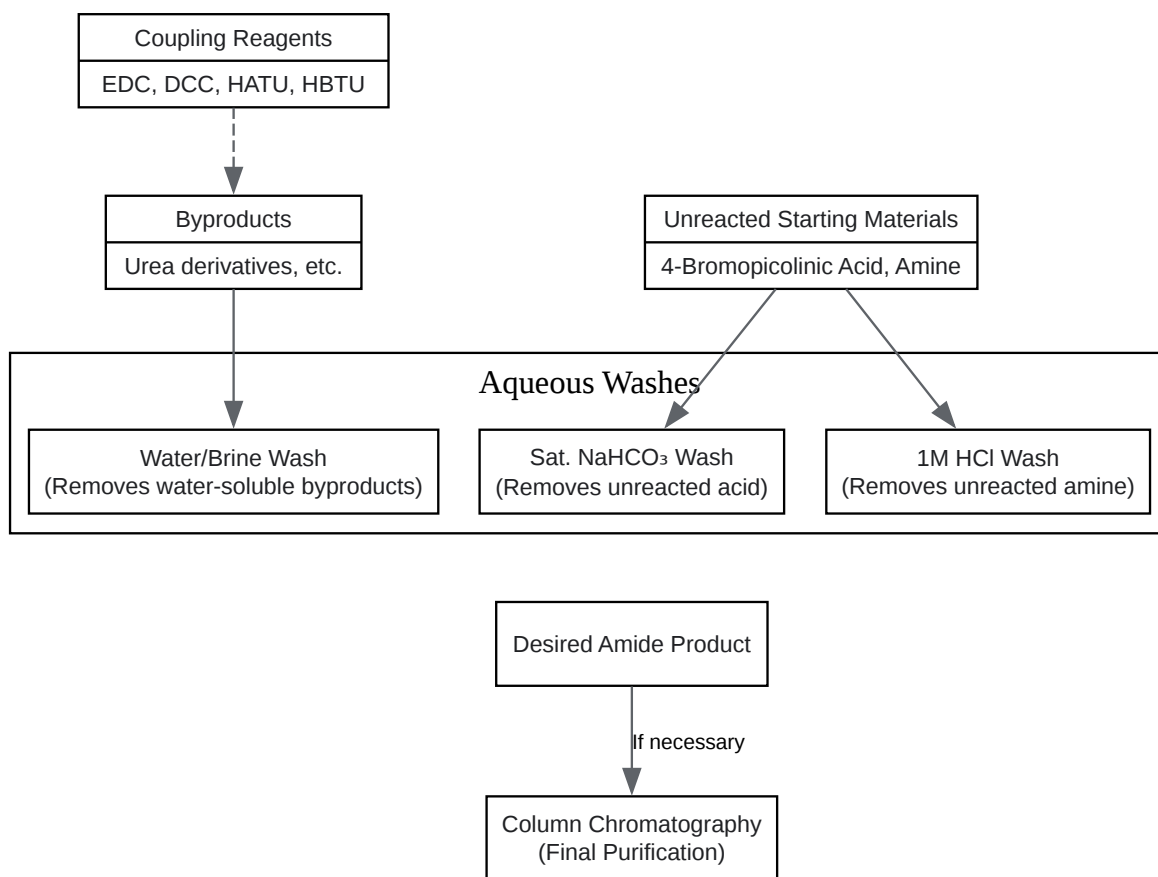 Coupling Reagents
EDC, DCC, HATU, HBTU
Byproducts
Urea derivatives, etc.
Unreacted Starting Materials
4-Bromopicolinic Acid, Amine
Aqueous Washes
Water/Brine Wash
(Removes water-soluble byproducts)
Sat. NaHCO₃ Wash
(Removes unreacted acid)
1M HCl Wash
(Removes unreacted amine)
Desired Amide Product
If necessary
Column Chromatography
(Final Purification)